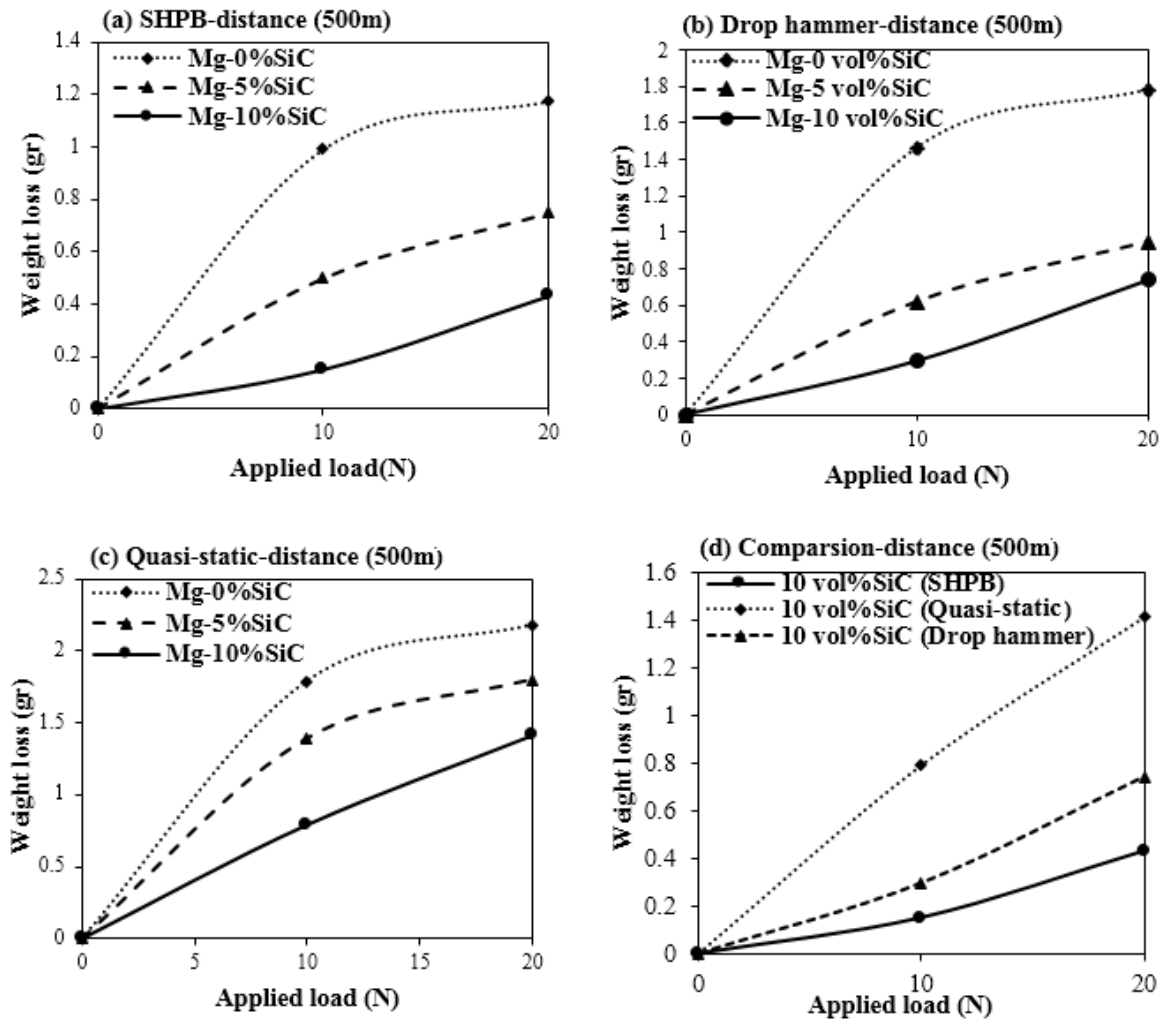 (a) SHPB-distance (500m)
1.4
1.2
1
0.8
0.6
0.4
0.2
0
Mg-0%SiC
Mg-5%SiC
Mg-10%SiC
Weight loss (gr)
0 10 20
Applied load(N)
(b) Drop hammer-distance (500m)
2
1.8
1.6
1.4
1.2
1
0.8
0.6
0.4
0.2
0
Mg-0 vol%SiC
Mg-5 vol%SiC
Mg-10 vol%SiC
Weight loss (gr)
0 10 20
Applied load (N)
(c) Quasi-static-distance (500m)
2.5
2
1.5
1
0.5
0
Mg-0%SiC
Mg-5%SiC
Mg-10%SiC
Weight loss (gr)
0 5 10 15 20
Applied load (N)
(d) Comparsion-distance (500m)
1.6
1.4
1.2
1
0.8
0.6
0.4
0.2
0
10 vol%SiC (SHPB)
10 vol%SiC (Quasi-static)
10 vol%SiC (Drop hammer)
Weight loss (gr)
0 10 20
Applied load (N)